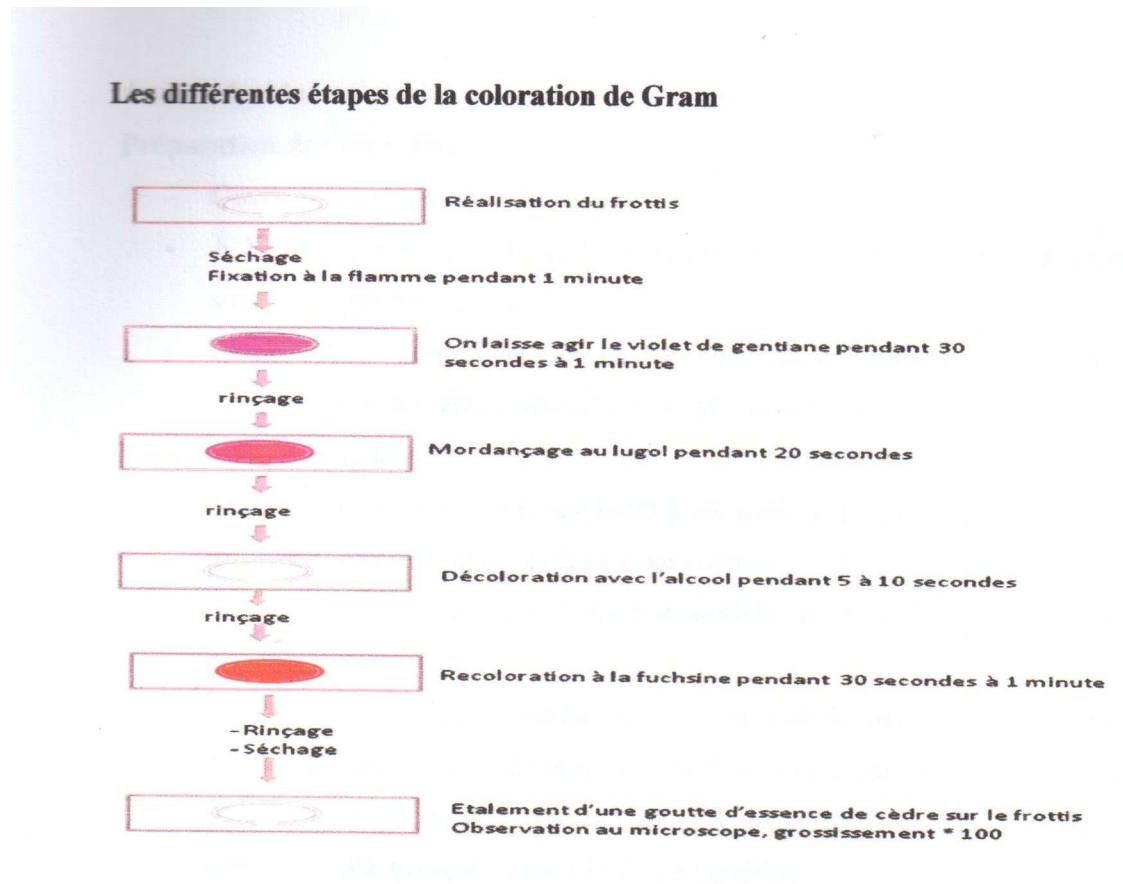 Les différentes étapes de la coloration de Gram
Réalisation du frottis
Séchage
Fixation à la flamme pendant 1 minute
On laisse agir le violet de gentiane pendant 30
secondes à 1 minute
rinçage
Mordançage au lugol pendant 20 secondes
rinçage
Décoloration avec l'alcool pendant 5 à 10 secondes
rinçage
Recoloration à la fuchsine pendant 30 secondes à 1 minute
- Rinçage
- Séchage
Etalement d'une goutte d'essence de cèdre sur le frottis
Observation au microscope, grossissement * 100